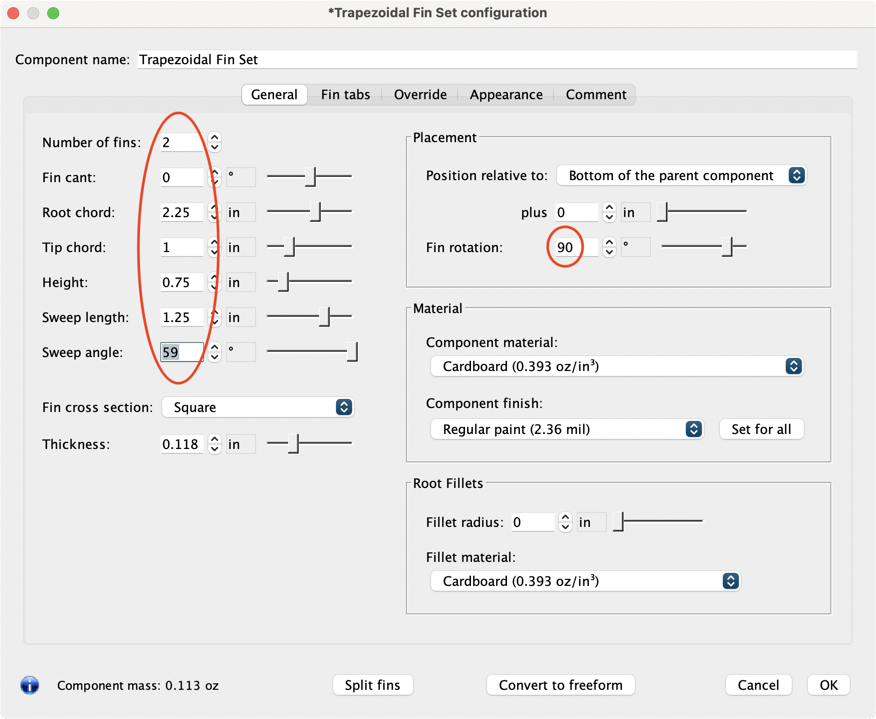 *Trapezoidal Fin Set configuration
Component name: Trapezoidal Fin Set
General Fin tabs Override Appearance Comment
Number of fins: 2
Fin cant: 0 °
Root chord: 2.25 in
Tip chord: 1 in
Height: 0.75 in
Sweep length: 1.25 in
Sweep angle: 59 °
Fin cross section: Square
Thickness: 0.118 in
Placement
Position relative to: Bottom of the parent component
plus 0 in
Fin rotation: 90 °
Material
Component material:
Cardboard (0.393 oz/in³)
Component finish:
Regular paint (2.36 mil) Set for all
Root Fillets
Fillet radius: 0 in
Fillet material:
Cardboard (0.393 oz/in³)
Component mass: 0.113 oz Split fins Convert to freeform Cancel OK